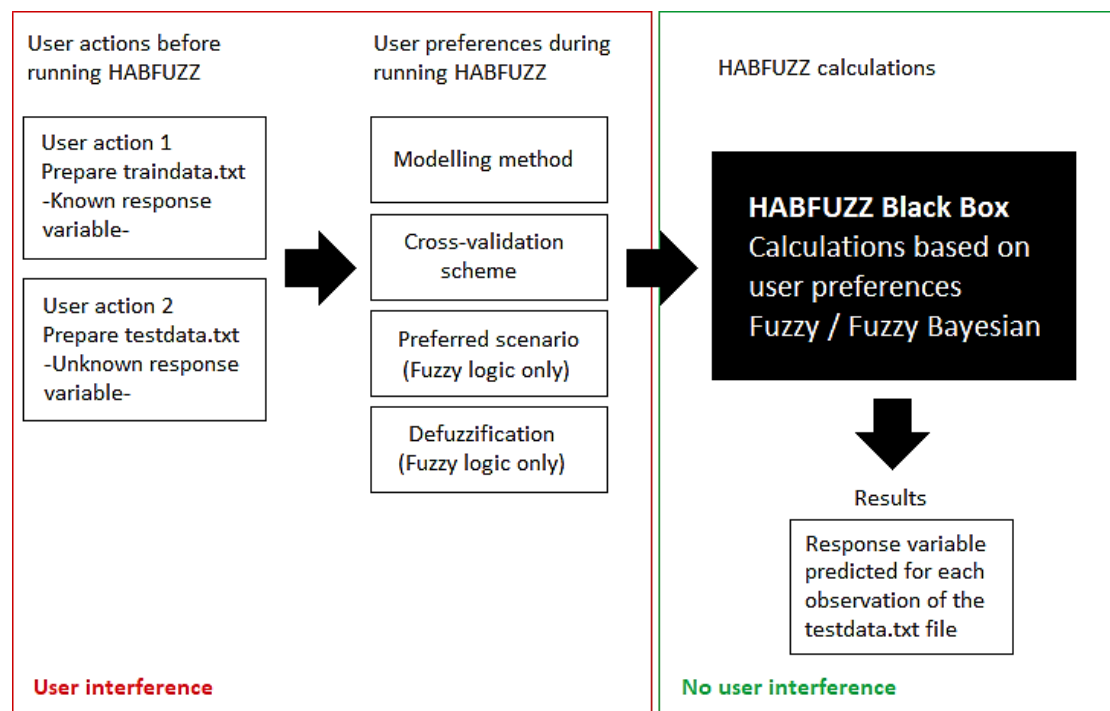 User actions before
running HABFUZZ
User action 1
Prepare traindata.txt
-Known response
variable-
User action 2
Prepare testdata.txt
-Unknown response
variable-
User preferences during
running HABFUZZ
Modelling method
Cross-validation
scheme
Preferred scenario
(Fuzzy logic only)
Defuzzification
(Fuzzy logic only)
User interference
HABFUZZ calculations
HABFUZZ Black Box
Calculations based on
user preferences
Fuzzy / Fuzzy Bayesian
Results
Response variable
predicted for each
observation of the
testdata.txt file
No user interference